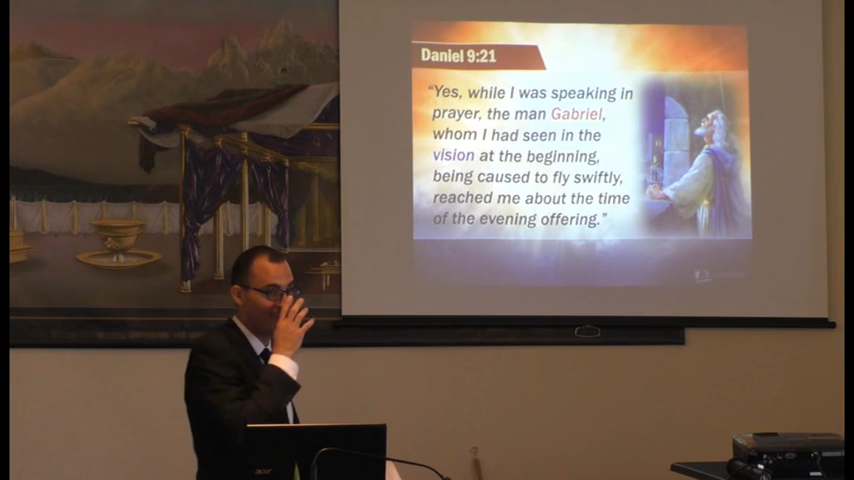 Daniel 9:21
“Yes, while I was speaking in
prayer, the man Gabriel,
whom I had seen in the
vision at the beginning,
being caused to fly swiftly,
reached me about the time
of the evening offering.”
acer